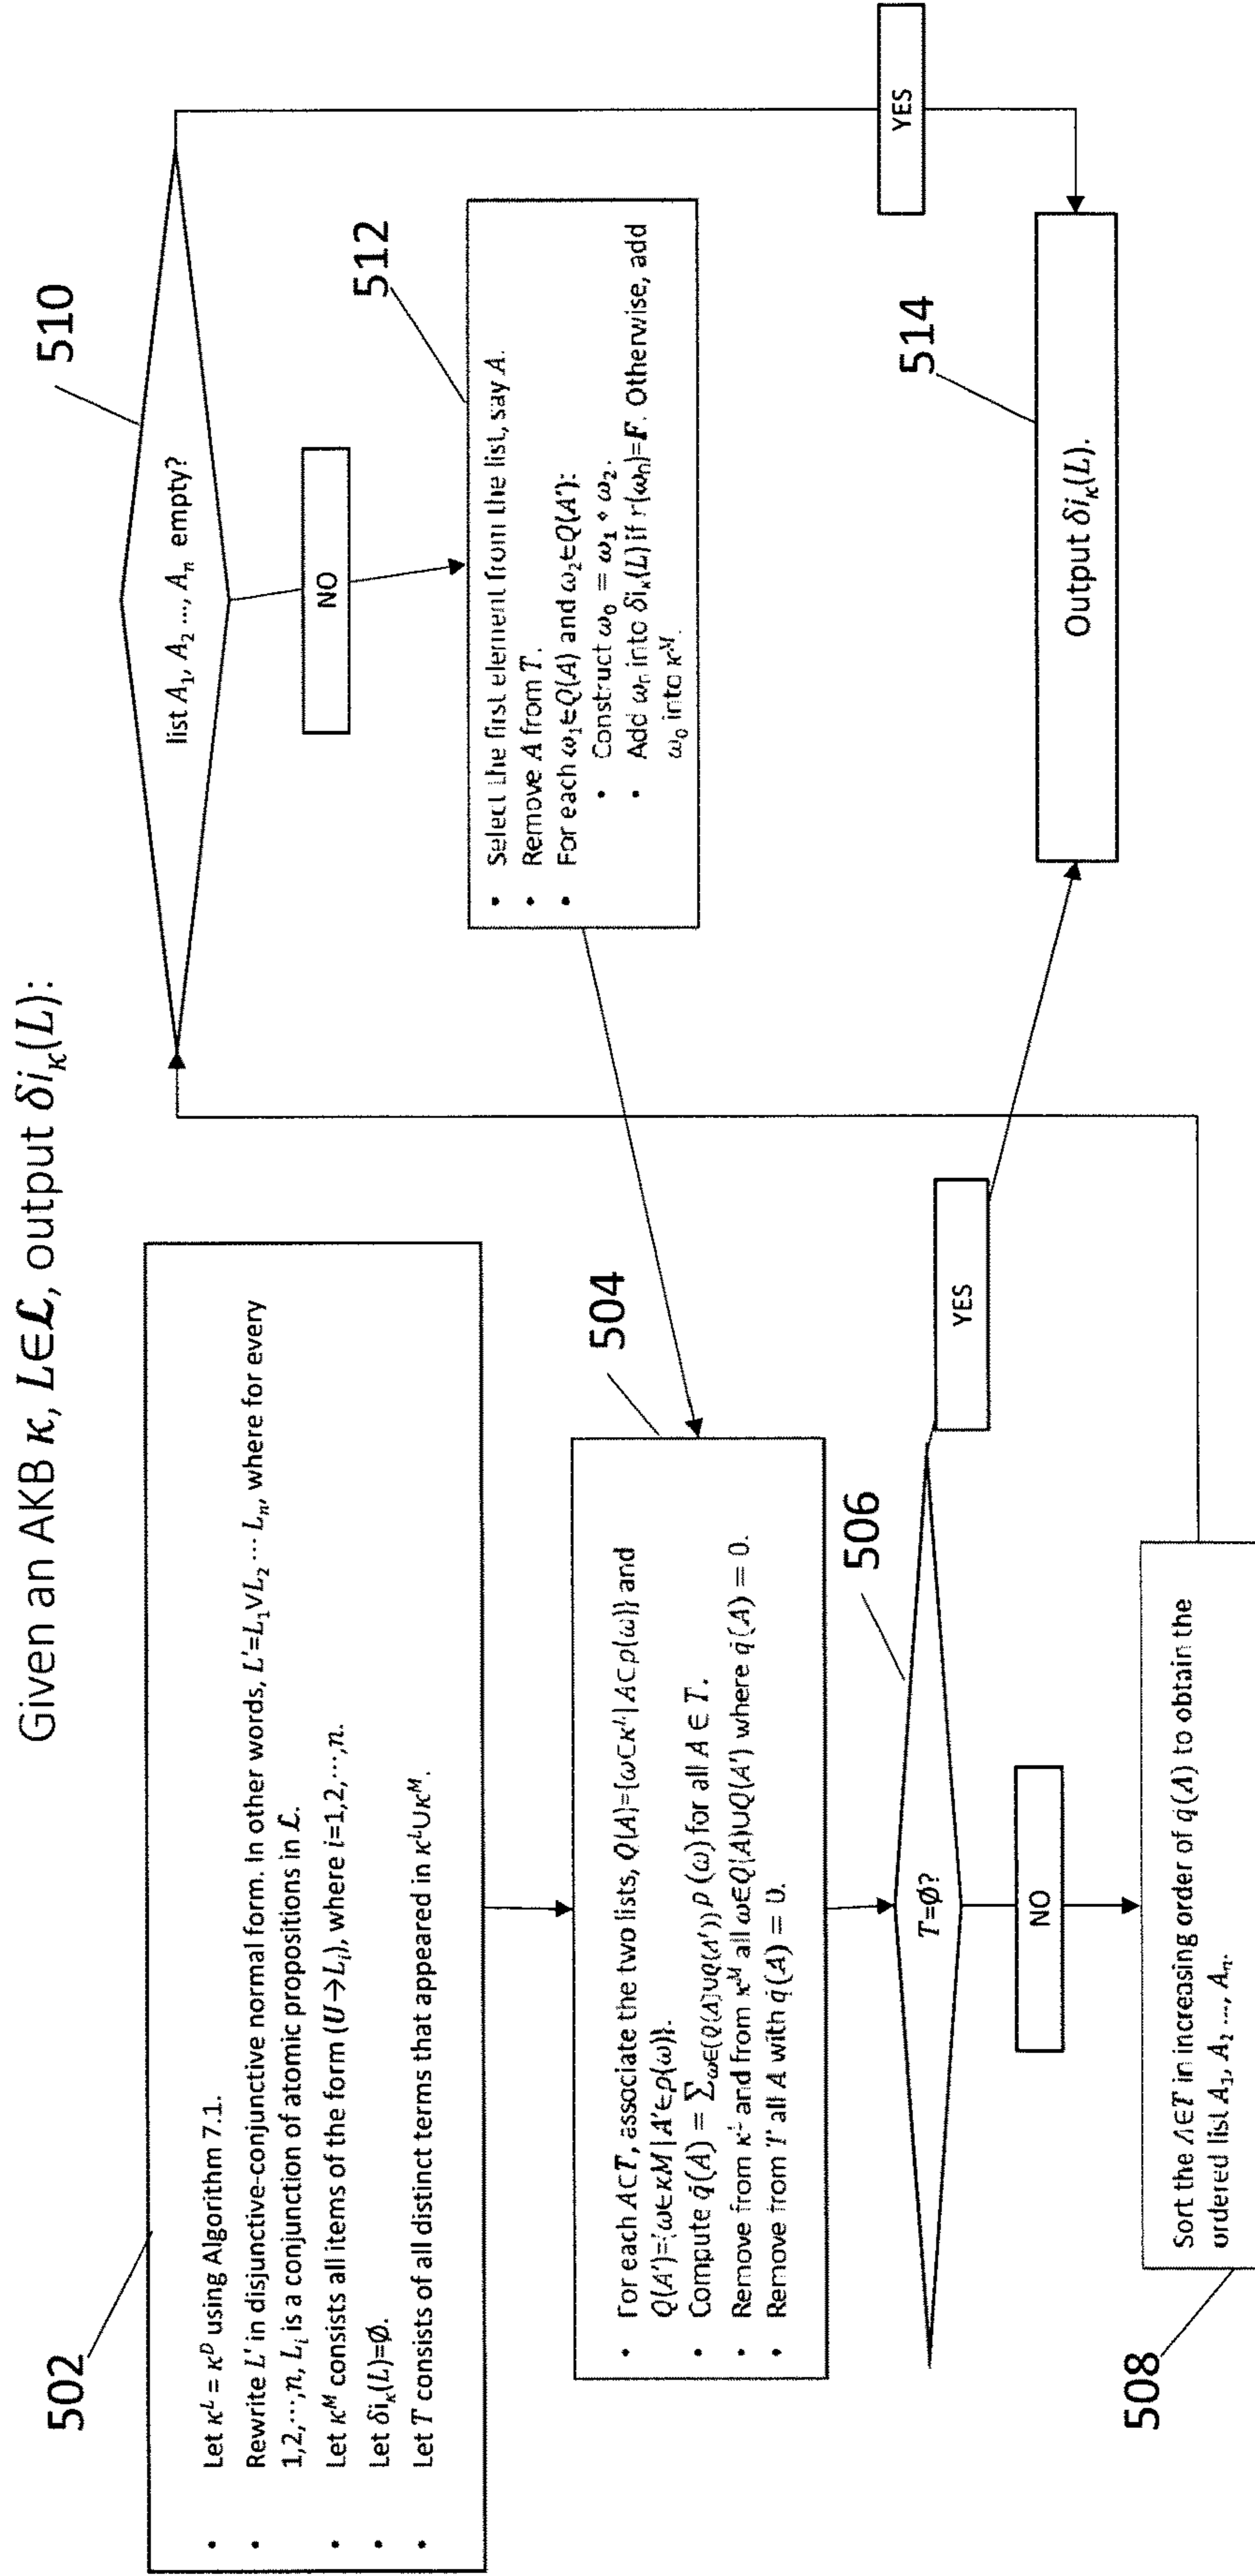 Given an AKB κ, L∈ℒ, output δi_κ(L):
502
• Let κ^L = κ^D using Algorithm 7.1.
• Rewrite L' in disjunctive-conjunctive normal form. In other words, L'=L₁∨L₂ ⋯ Lₙ, where for every
1,2,⋯,n, Lᵢ is a conjunction of atomic propositions in ℒ.
• Let κ^M consists all items of the form (U→Lᵢ), where i=1,2,⋯,n.
• Let δi_κ(L)=∅.
• Let T consists of all distinct terms that appeared in κ^L∪κ^M.
504
• For each A⊂T, associate the two lists, Q(A)={ω⊂κ^L|A⊂ρ(ω)} and
Q(A')={ω∈κM|A'∈ρ(ω)}.
• Compute q̇(A) = ∑_ω∈(Q(A)∪Q(A')) ρ(ω) for all A ∈ T.
• Remove from κ^L and from κ^M all ω∈Q(A)∪Q(A') where q̇(A) = 0.
• Remove from T all A with q̇(A) = 0.
506
T=∅?
YES
NO
508
Sort the A∈T in increasing order of q̇(A) to obtain the
ordered list A₁, A₂ ..., Aₙ.
510
list A₁, A₂ ..., Aₙ empty?
NO
YES
512
• Select the first element from the list, say A.
• Remove A from T.
• For each ω₁∈Q(A) and ω₂∈Q(A'):
• Construct ω₀ = ω₁ ⋄ ω₂.
• Add ω₀ into δi_κ(L) if r(ω₀)=F. Otherwise, add
ω₀ into κ^M.
514
Output δi_κ(L).